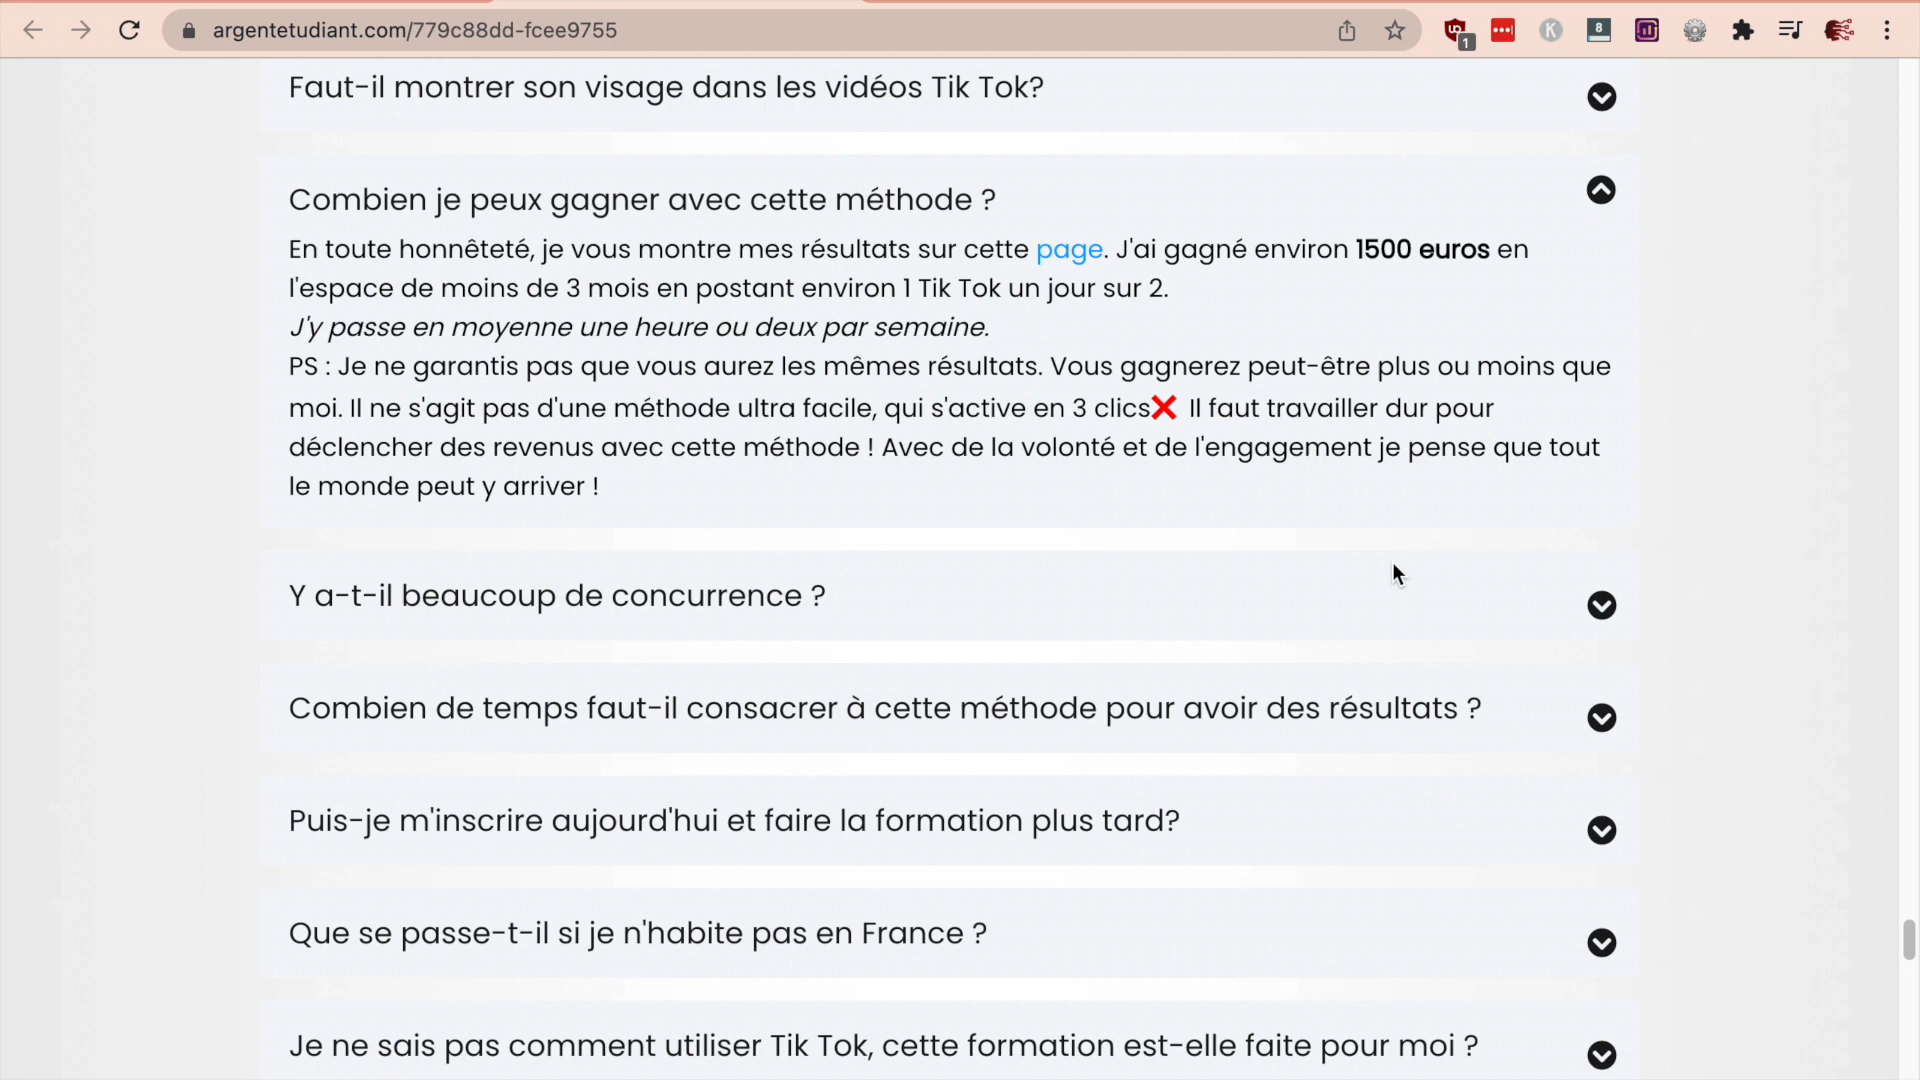 argentetudiant.com/779c88dd-fcee9755
1
K
8
Faut-il montrer son visage dans les vidéos Tik Tok?
Combien je peux gagner avec cette méthode ?
En toute honnêteté, je vous montre mes résultats sur cette page. J'ai gagné environ 1500 euros en
l'espace de moins de 3 mois en postant environ 1 Tik Tok un jour sur 2.
J'y passe en moyenne une heure ou deux par semaine.
PS : Je ne garantis pas que vous aurez les mêmes résultats. Vous gagnerez peut-être plus ou moins que
moi. Il ne s'agit pas d'une méthode ultra facile, qui s'active en 3 clics❌ Il faut travailler dur pour
déclencher des revenus avec cette méthode ! Avec de la volonté et de l'engagement je pense que tout
le monde peut y arriver !
Y a-t-il beaucoup de concurrence ?
Combien de temps faut-il consacrer à cette méthode pour avoir des résultats ?
Puis-je m'inscrire aujourd'hui et faire la formation plus tard?
Que se passe-t-il si je n'habite pas en France ?
Je ne sais pas comment utiliser Tik Tok, cette formation est-elle faite pour moi ?